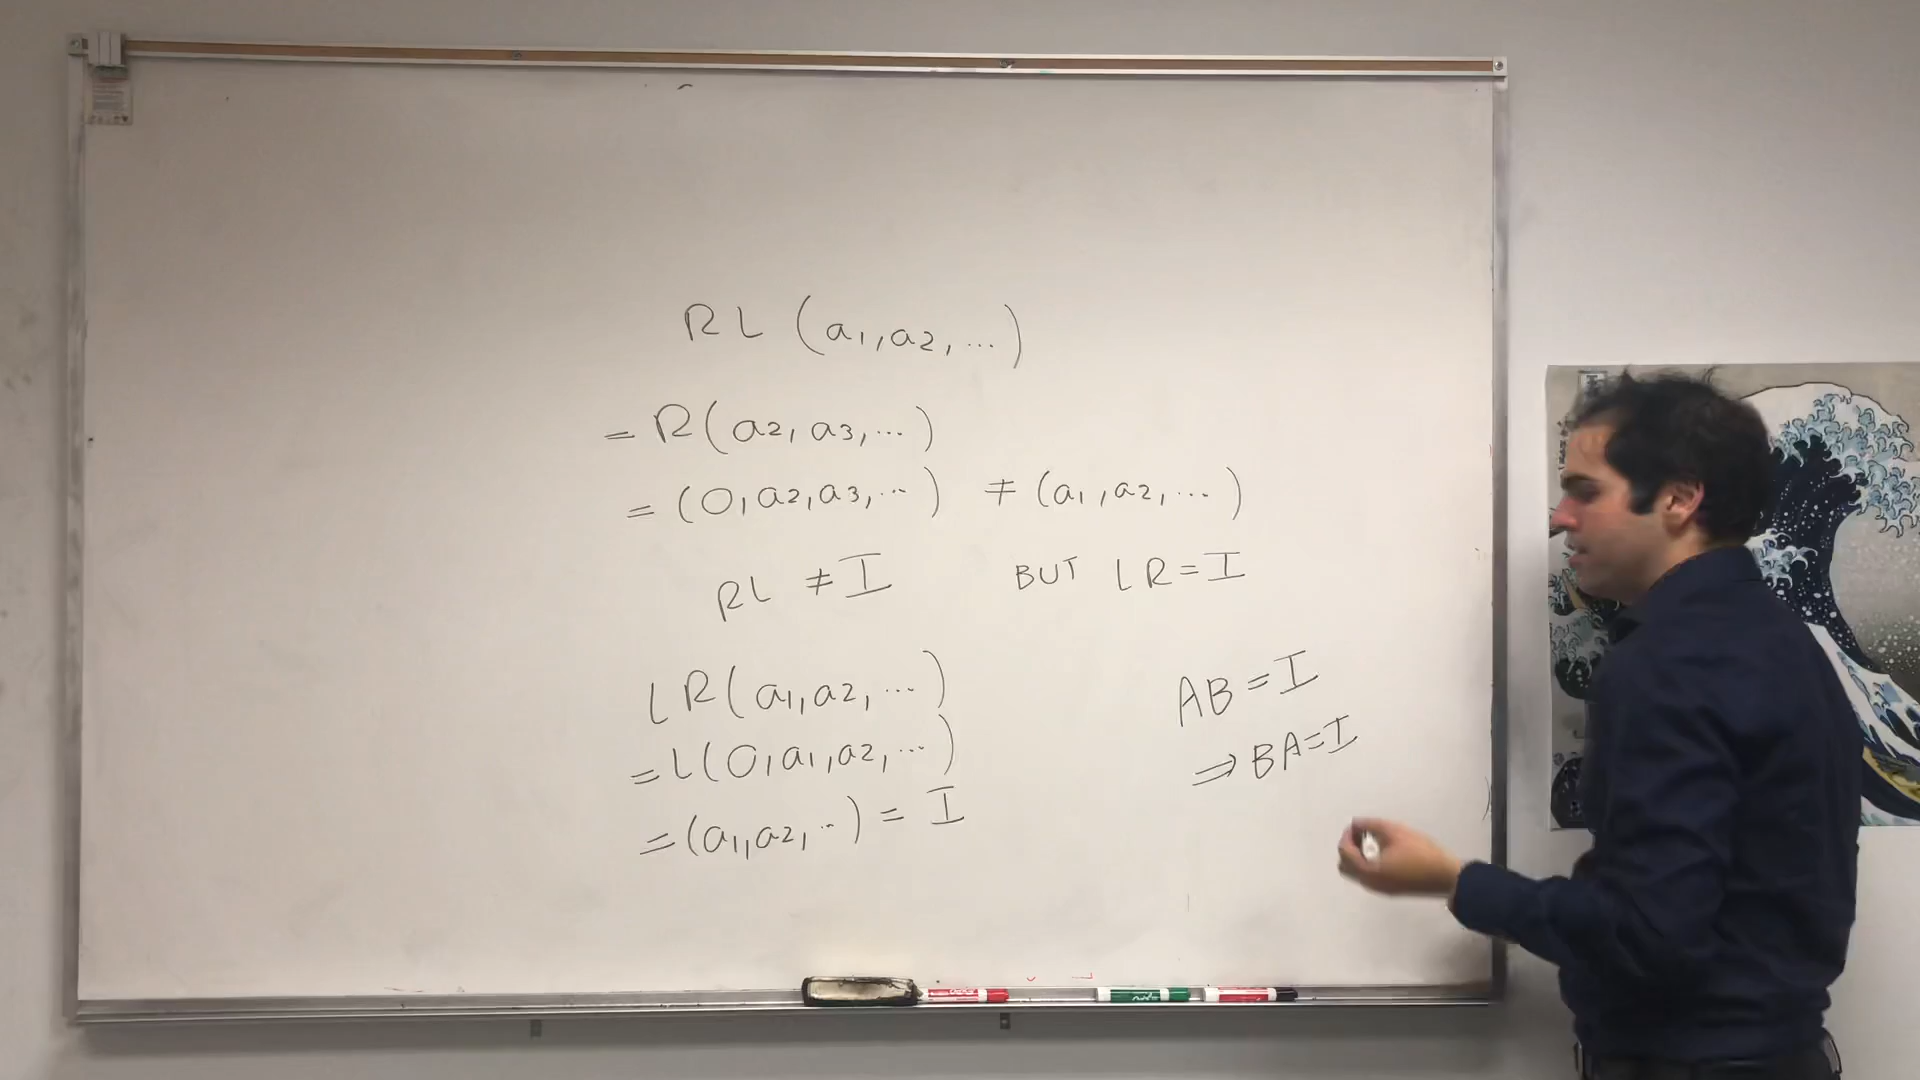 RL (a1, a2, ...)
= R(a2, a3, ...)
= (0, a2, a3, ...) ≠ (a1, a2, ...)
RL ≠ I BUT LR = I
LR(a1, a2, ...)
= L(0, a1, a2, ...)
= (a1, a2, ..) = I
AB = I
⇒ BA = I